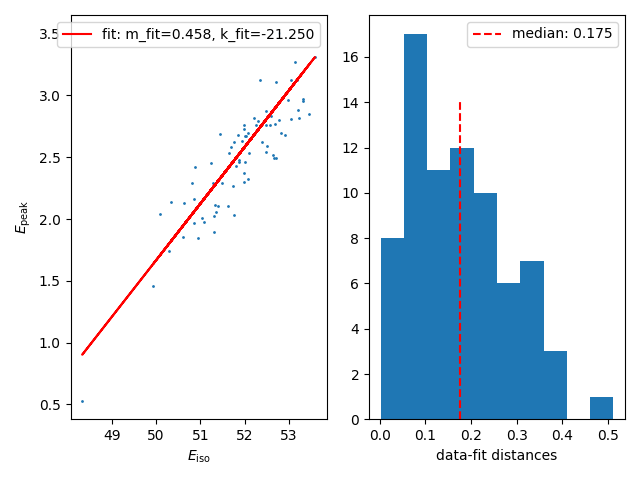 fit: m_fit=0.458, k_fit=-21.250
3.5
3.0
2.5
2.0
1.5
1.0
0.5
E_peak
49 50 51 52 53
E_iso
median: 0.175
16
14
12
10
8
6
4
2
0
0.0 0.1 0.2 0.3 0.4 0.5
data-fit distances